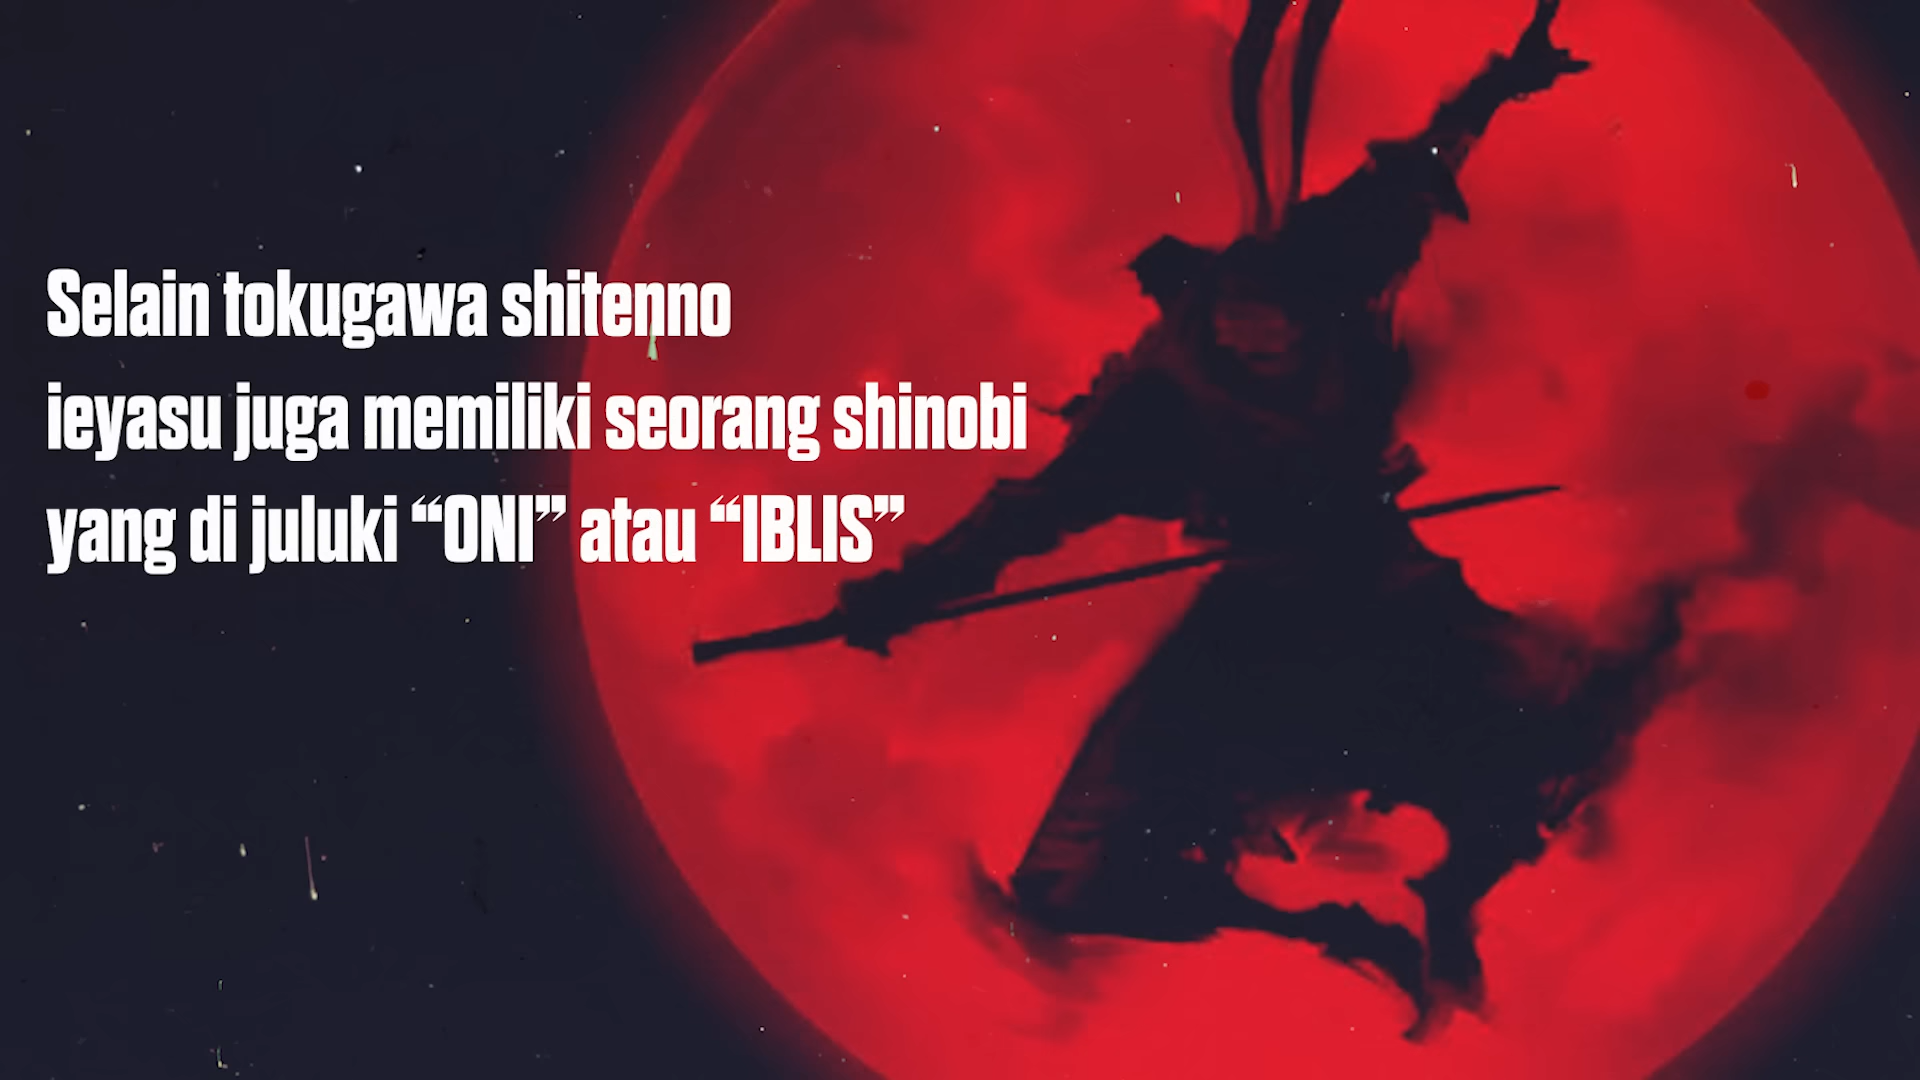 Selain tokugawa shitenno
ieyasu juga memiliki seorang shinobi
yang di juluki “ONI” atau “IBLIS”